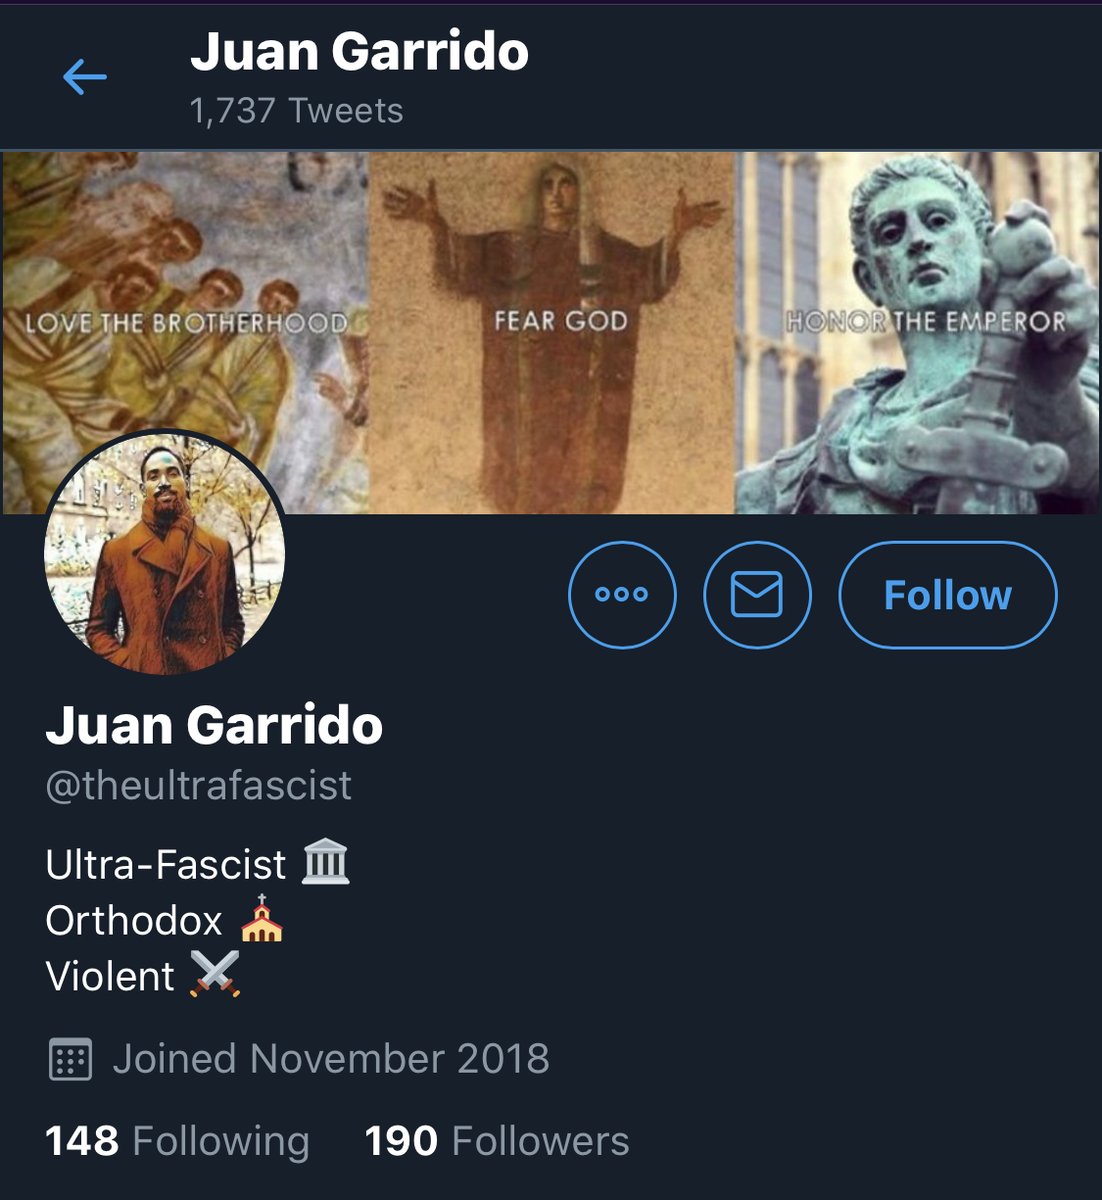 Juan Garrido
1,737 Tweets
LOVE THE BROTHERHOOD
FEAR GOD
HONOR THE EMPEROR
Follow
Juan Garrido
@theultrafascist
Ultra-Fascist 🏛️
Orthodox ⛪
Violent ⚔️
Joined November 2018
148 Following 190 Followers